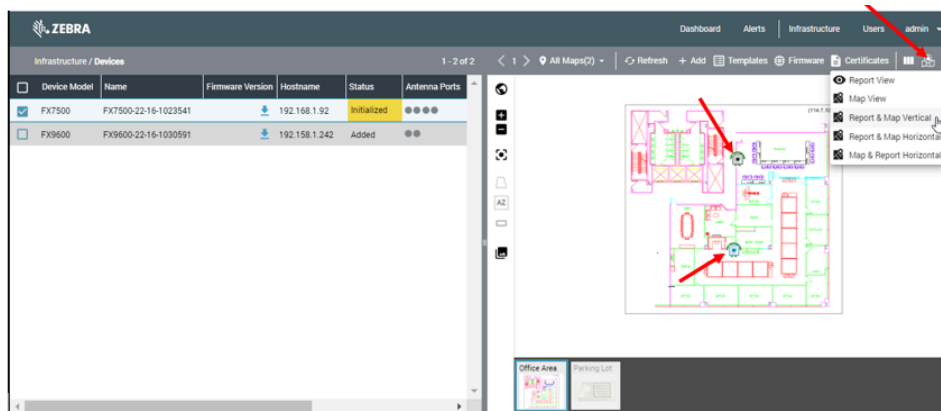 ZEBRA
Dashboard Alerts Infrastructure Users admin
Infrastructure / Devices 1 - 2 of 2 1 All Maps(2) Refresh + Add Templates Firmware Certificates
Device Model Name Firmware Version Hostname Status Antenna Ports
FX7500 FX7500-22-16-1023541 192.168.1.92 Initialized
FX9600 FX9600-22-16-1030591 192.158.1.242 Added
AZ
Report View
Map View
Report & Map Vertical
Report & Map Horizontal
Map & Report Horizontal
Office Area Parking Lot